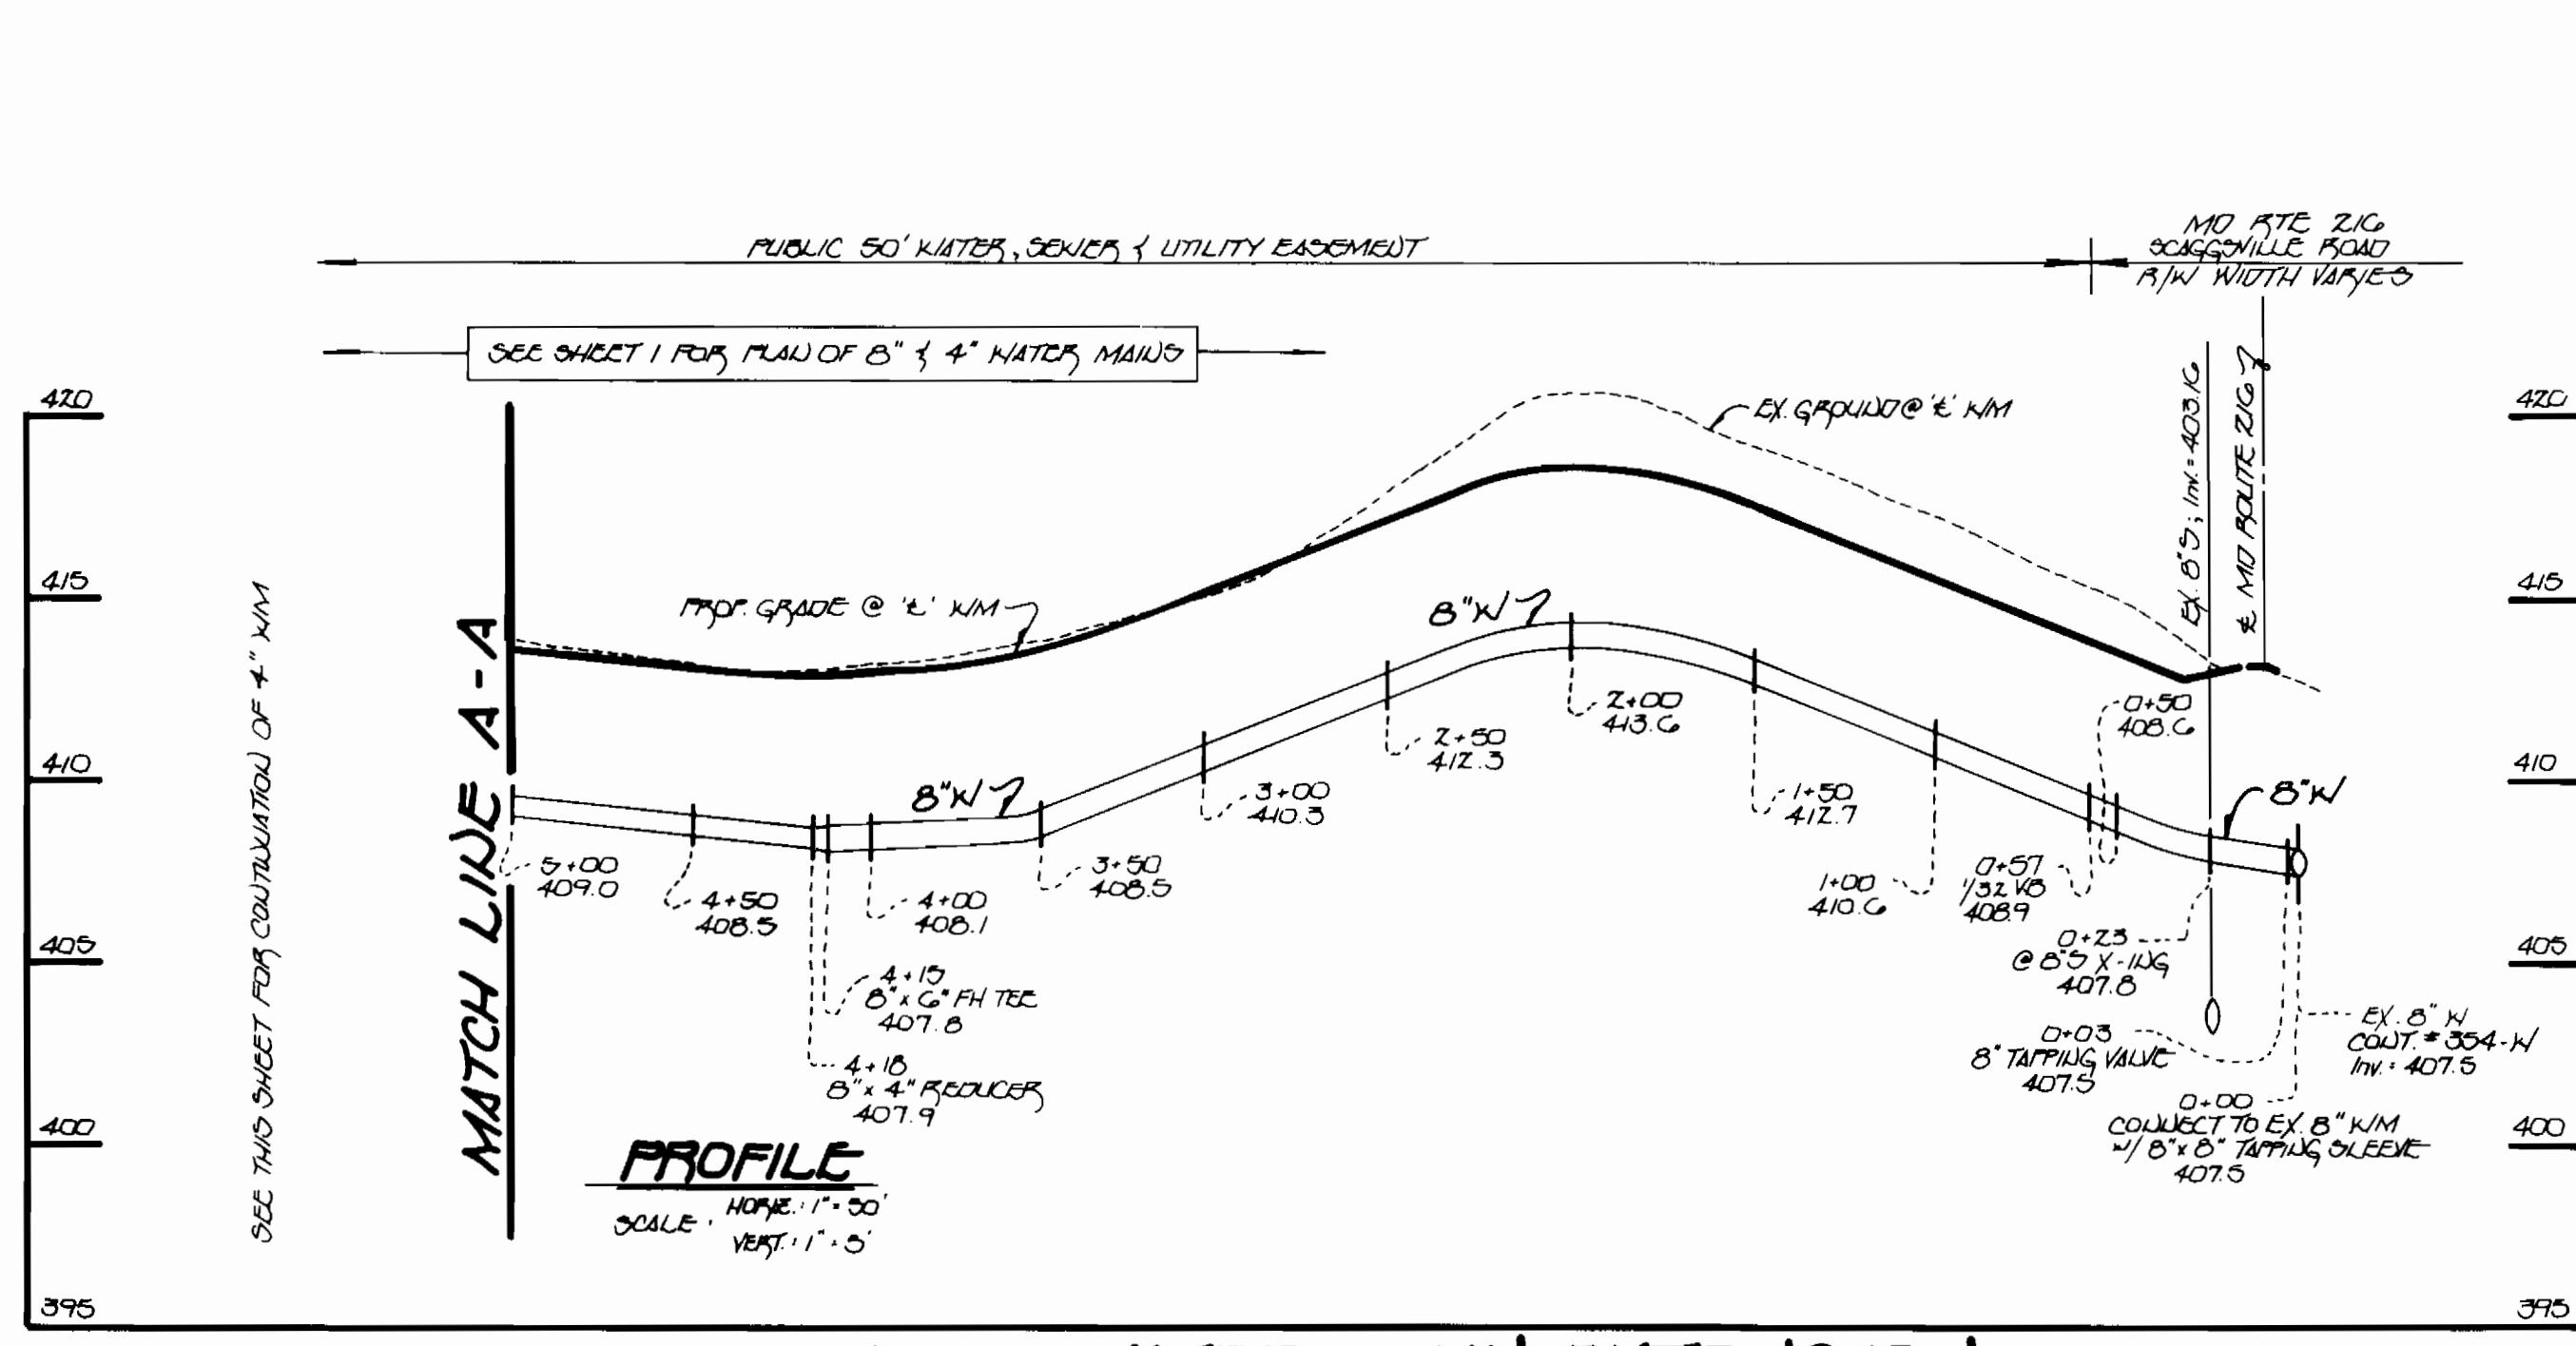 MD RTE 216
SCAGGSVILLE ROAD
R/W WIDTH VARIES
PUBLIC 50' WATER, SEWER & UTILITY EASEMENT
SEE SHEET 1 FOR PLAN OF 8" & 4" WATER MAINS
EX. GROUND @ '℄' W/M
EX. 8"S; Inv. = 403.16
℄ MD ROUTE 216
420
420
415
415
410
410
405
405
400
400
395
395
SEE THIS SHEET FOR CONTINUATION OF 4" W/M
MATCH LINE A-A
PROP. GRADE @ '℄' W/M
8"W
8"W
8"W
5+00
409.0
4+50
408.5
4+18
8" x 4" REDUCER
407.9
4+15
8" x 6" FH TEE
407.8
4+00
408.1
3+50
408.5
3+00
410.3
2+50
412.3
2+00
413.6
1+50
412.7
1+00
410.6
0+57
1/32 VB
408.9
0+50
408.6
0+23
@ 8"S X-ING
407.8
0+03
8" TAPPING VALVE
407.5
0+00
CONNECT TO EX. 8" W/M
W/ 8" x 8" TAPPING SLEEVE
407.5
EX. 8" W
CONT. # 354-W
Inv. = 407.5
PROFILE
SCALE: HORIZ.: 1" = 50'
VERT.: 1" = 5'